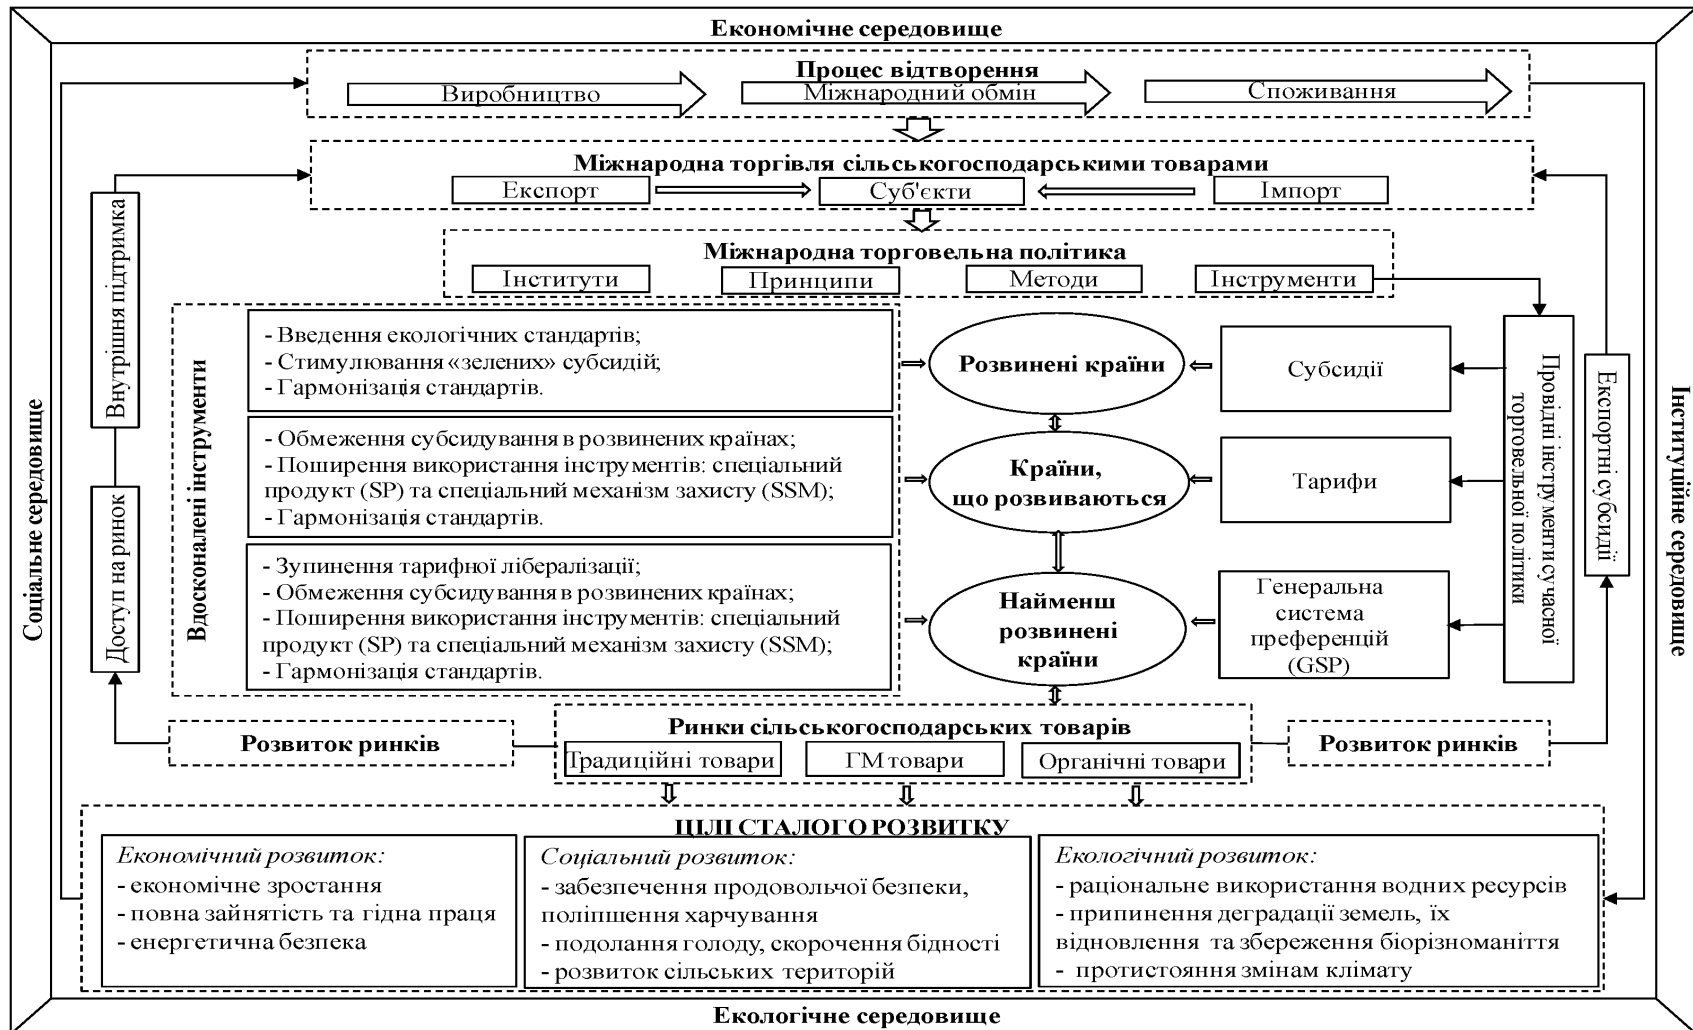 Економічне середовище
Процес відтворення
Виробництво
Міжнародний обмін
Споживання
Міжнародна торгівля сільськогосподарськими товарами
Експорт
Суб'єкти
Імпорт
Міжнародна торговельна політика
Інститути
Принципи
Методи
Інструменти
Соціальне середовище
Внутрішня підтримка
Доступ на ринок
Вдосконалені інструменти
- Введення екологічних стандартів;
- Стимулювання «зелених» субсидій;
- Гармонізація стандартів.
- Обмеження субсидування в розвинених країнах;
- Поширення використання інструментів: спеціальний
продукт (SP) та спеціальний механізм захисту (SSM);
- Гармонізація стандартів.
- Зупинення тарифної лібералізації;
- Обмеження субсидування в розвинених країнах;
- Поширення використання інструментів: спеціальний
продукт (SP) та спеціальний механізм захисту (SSM);
- Гармонізація стандартів.
Розвинені країни
Країни,
що розвиваються
Найменш
розвинені
країни
Субсидії
Тарифи
Генеральна
система
преференцій
(GSP)
Провідні інструменти сучасної
торговельної політики
Експортні субсидії
Інституційне середовище
Розвиток ринків
Ринки сільськогосподарських товарів
Традиційні товари
ГМ товари
Органічні товари
Розвиток ринків
ЦІЛІ СТАЛОГО РОЗВИТКУ
Економічний розвиток:
- економічне зростання
- повна зайнятість та гідна праця
- енергетична безпека
Соціальний розвиток:
- забезпечення продовольчої безпеки,
поліпшення харчування
- подолання голоду, скорочення бідності
- розвиток сільських територій
Екологічний розвиток:
- раціональне використання водних ресурсів
- припинення деградації земель, їх
відновлення та збереження біорізноманіття
- протистояння змінам клімату
Екологічне середовище